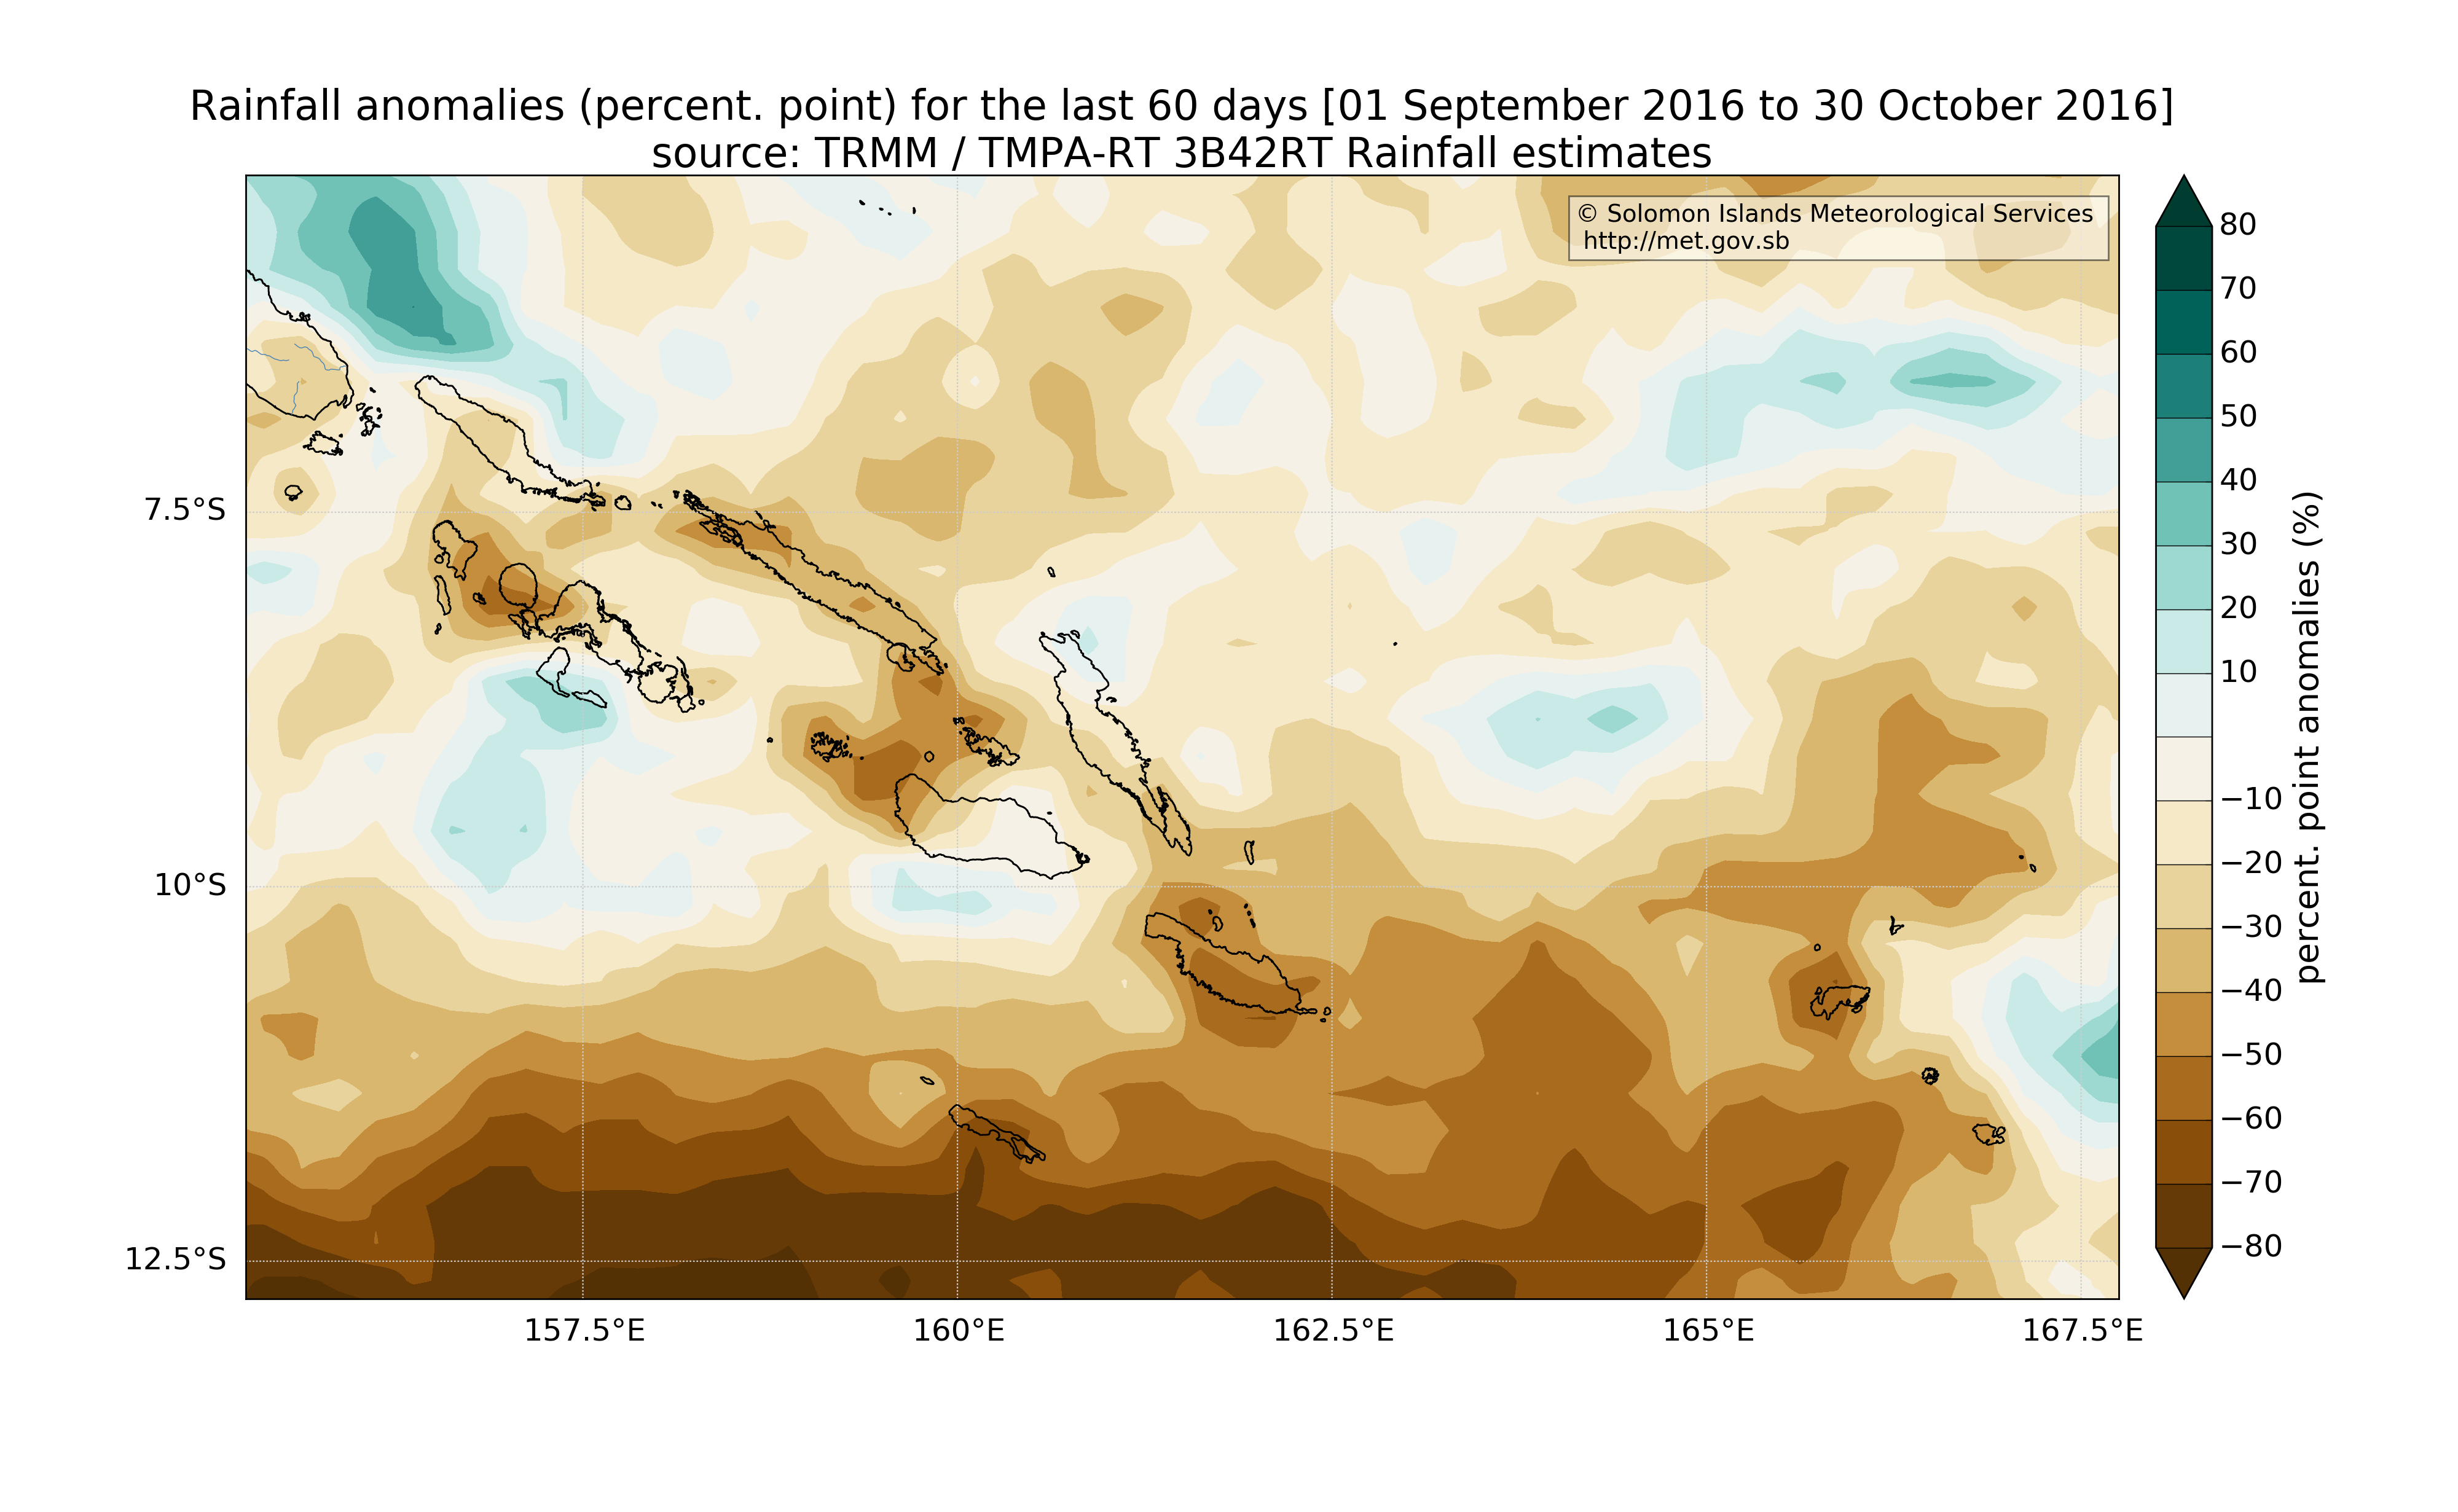 Rainfall anomalies (percent. point) for the last 60 days [01 September 2016 to 30 October 2016]
source: TRMM / TMPA-RT 3B42RT Rainfall estimates
© Solomon Islands Meteorological Services
http://met.gov.sb
7.5°S
10°S
12.5°S
157.5°E
160°E
162.5°E
165°E
167.5°E
80
70
60
50
40
30
20
10
−10
−20
−30
−40
−50
−60
−70
−80
percent. point anomalies (%)